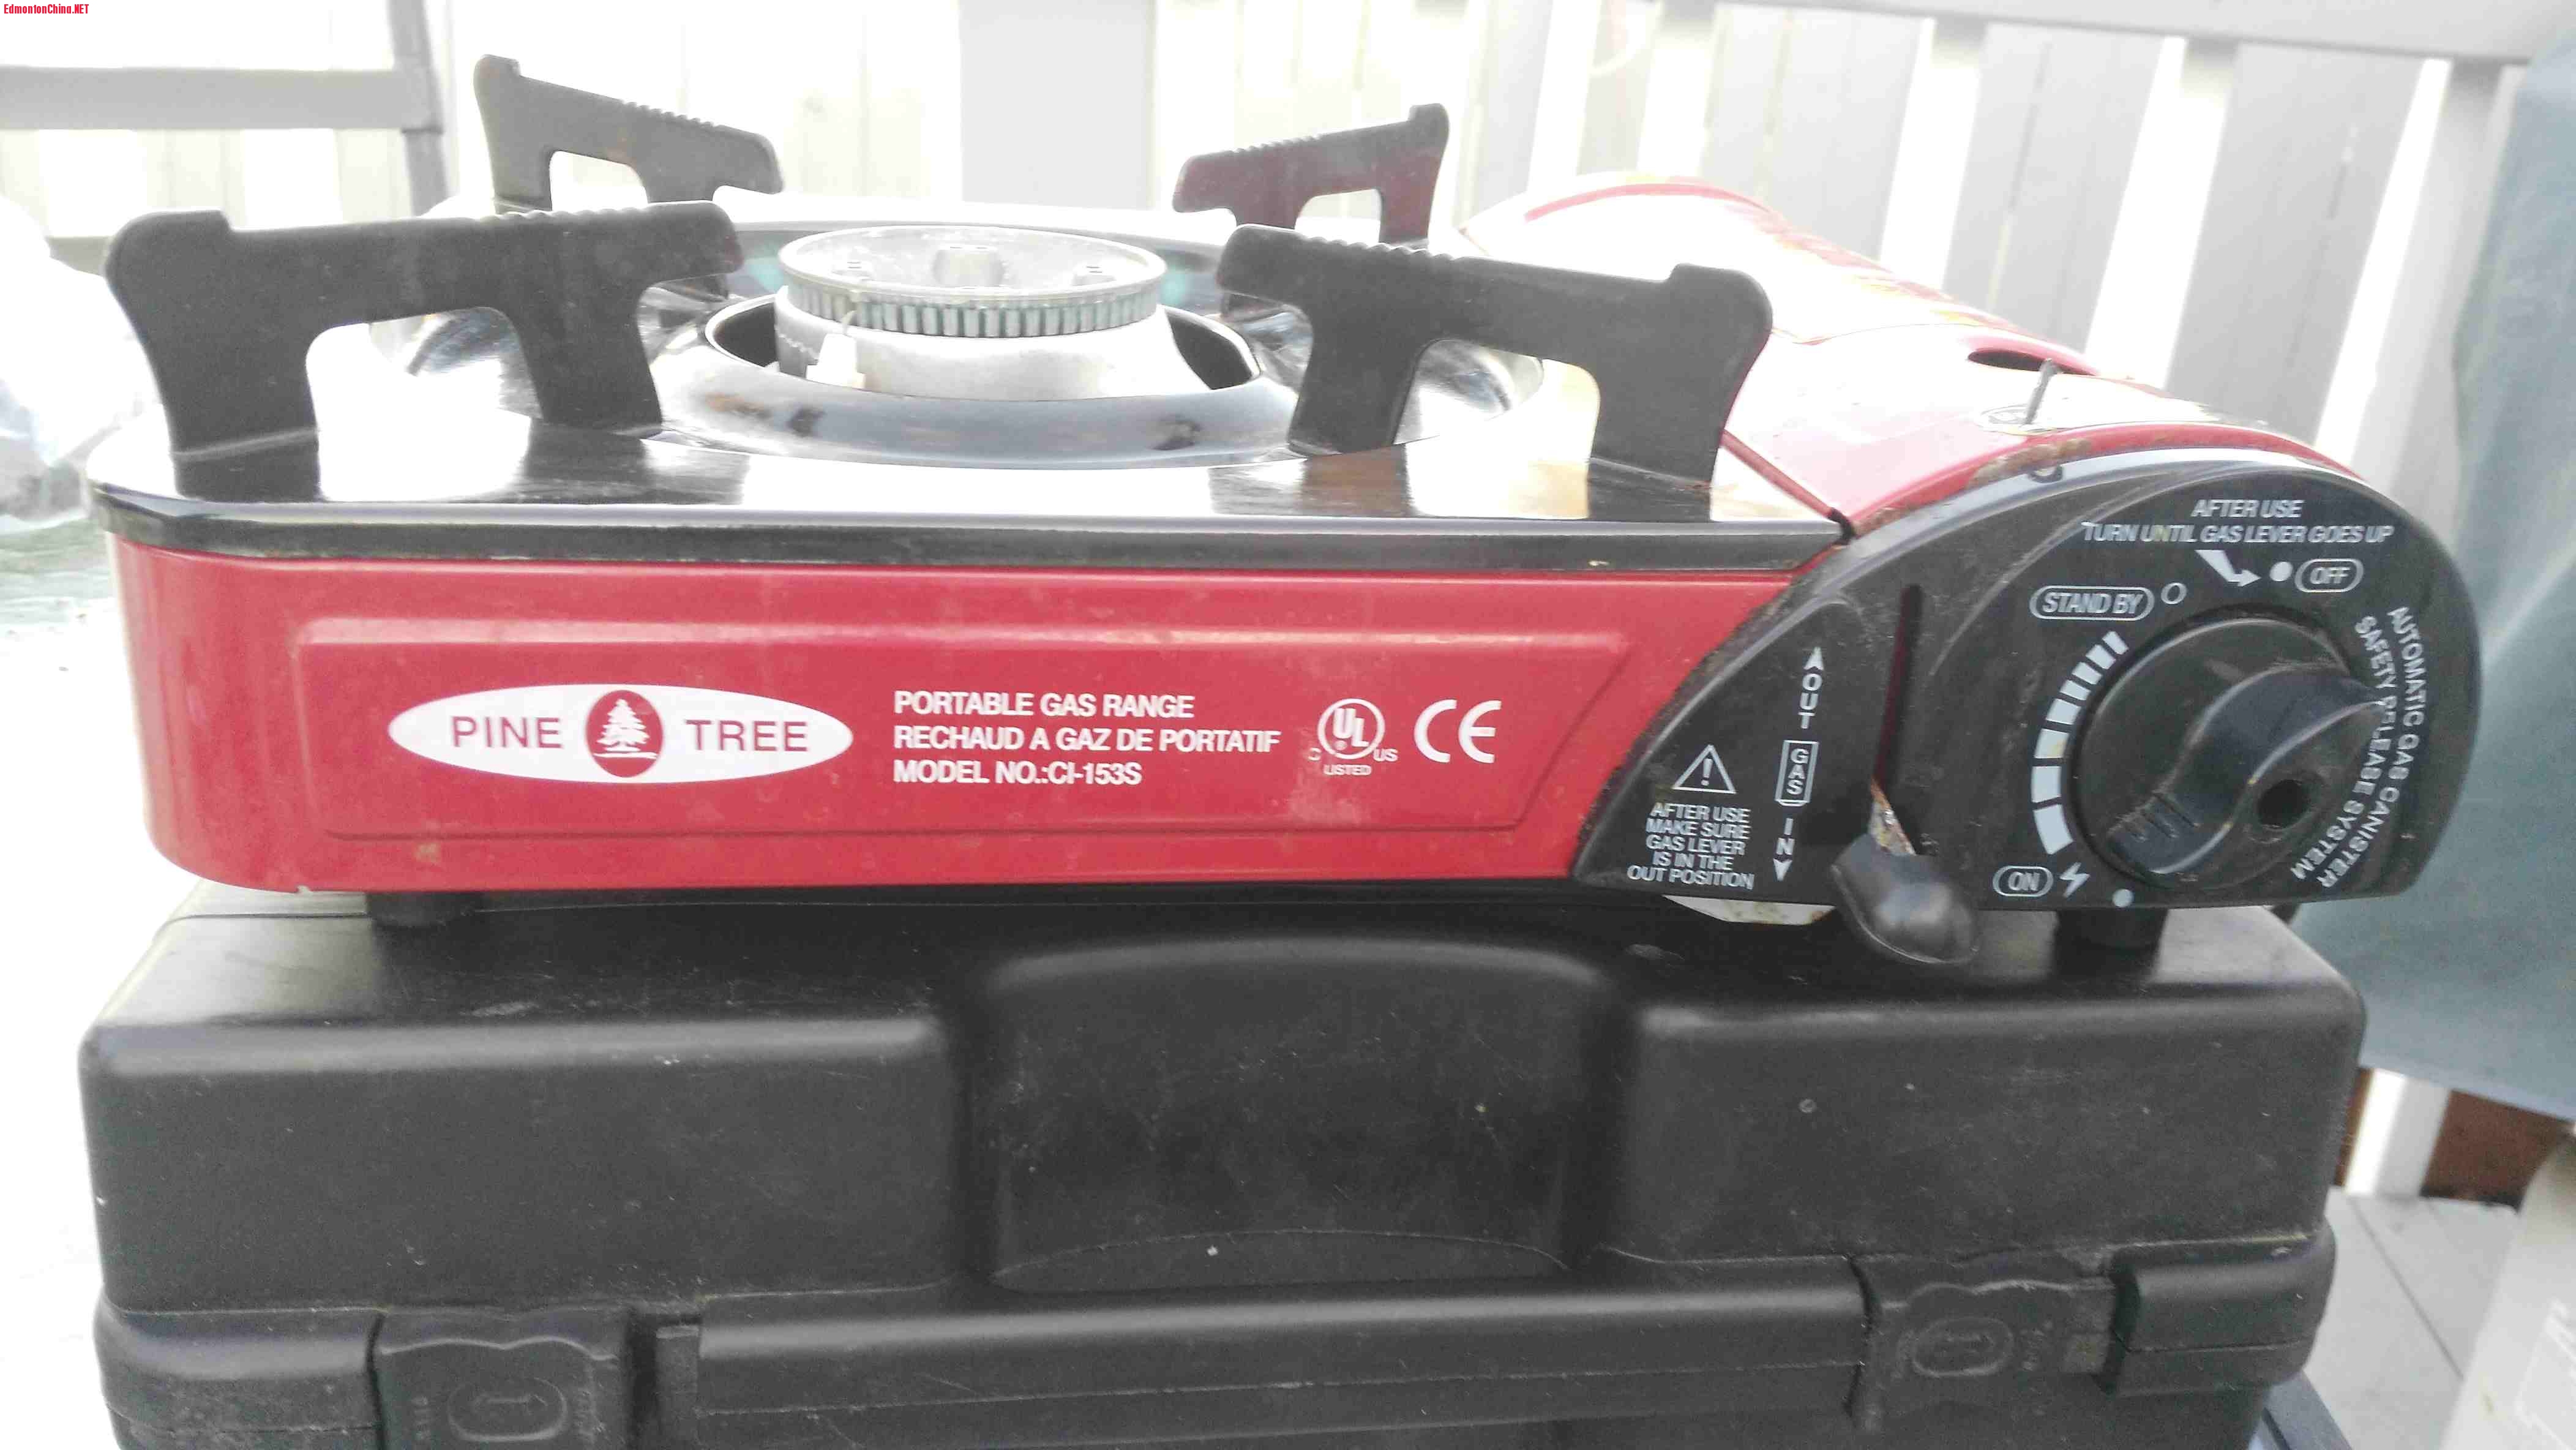 EdmontonChina.NET
PINE TREE
PORTABLE GAS RANGE
RECHAUD A GAZ DE PORTATIF
MODEL NO.:CI-153S
C UL US
LISTED
CE
AFTER USE
MAKE SURE
GAS LEVER
IS IN THE
OUT POSITION
OUT
GAS
IN
AFTER USE
TURN UNTIL GAS LEVER GOES UP
OFF
STAND BY
ON
AUTOMATIC GAS CANISTER
SAFETY RELEASE SYSTEM